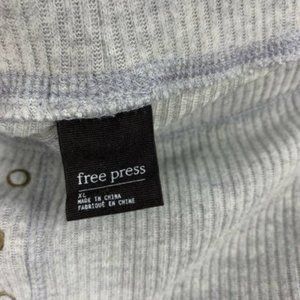 free press
XL
MADE IN CHINA
FABRIQUÉ EN CHINE